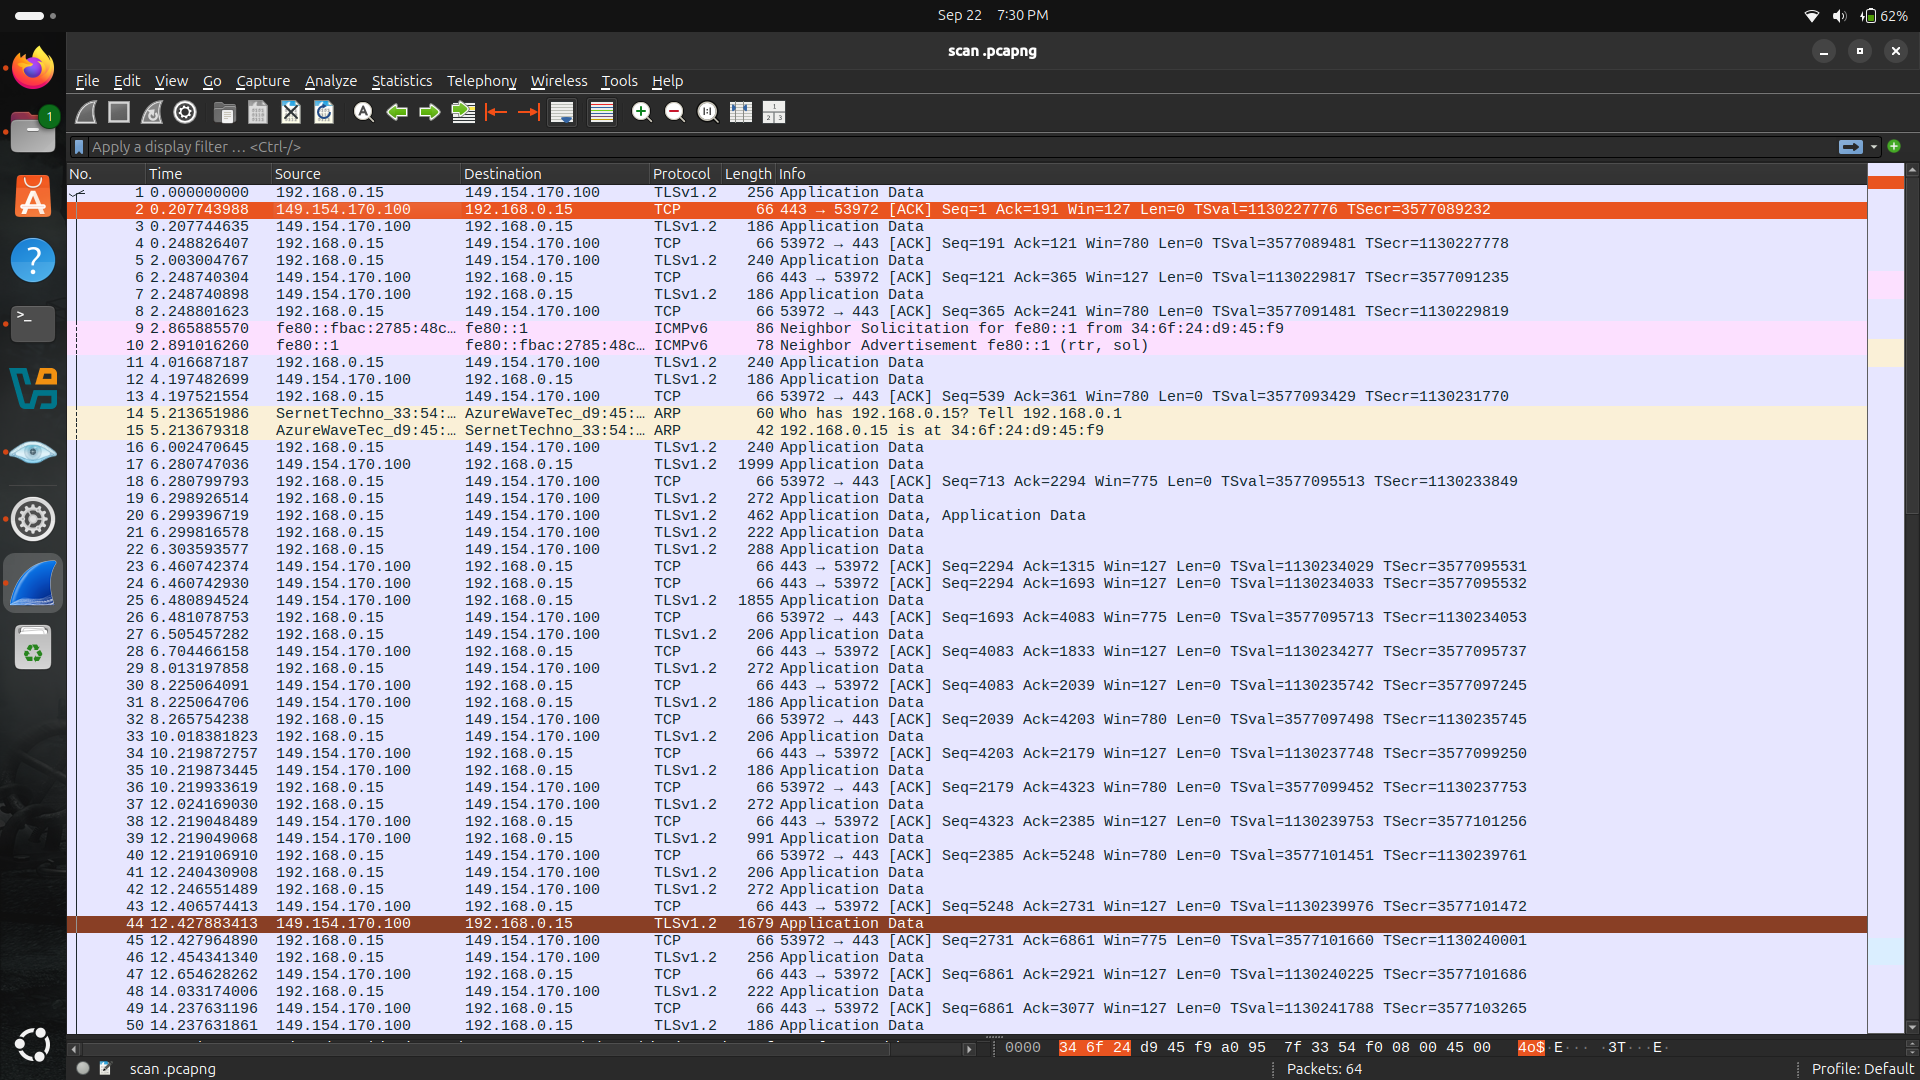 Sep 22 7:30 PM
62%
scan .pcapng
1
File Edit View Go Capture Analyze Statistics Telephony Wireless Tools Help
Apply a display filter … <Ctrl-/>
No. Time Source Destination Protocol Length Info
1 0.000000000 192.168.0.15 149.154.170.100 TLSv1.2 256 Application Data
2 0.207743988 149.154.170.100 192.168.0.15 TCP 66 443 → 53972 [ACK] Seq=1 Ack=191 Win=127 Len=0 TSval=1130227776 TSecr=3577089232
3 0.207744635 149.154.170.100 192.168.0.15 TLSv1.2 186 Application Data
4 0.248826407 192.168.0.15 149.154.170.100 TCP 66 53972 → 443 [ACK] Seq=191 Ack=121 Win=780 Len=0 TSval=3577089481 TSecr=1130227778
5 2.003004767 192.168.0.15 149.154.170.100 TLSv1.2 240 Application Data
6 2.248740304 149.154.170.100 192.168.0.15 TCP 66 443 → 53972 [ACK] Seq=121 Ack=365 Win=127 Len=0 TSval=1130229817 TSecr=3577091235
7 2.248740898 149.154.170.100 192.168.0.15 TLSv1.2 186 Application Data
8 2.248801623 192.168.0.15 149.154.170.100 TCP 66 53972 → 443 [ACK] Seq=365 Ack=241 Win=780 Len=0 TSval=3577091481 TSecr=1130229819
9 2.865885570 fe80::fbac:2785:48c… fe80::1 ICMPv6 86 Neighbor Solicitation for fe80::1 from 34:6f:24:d9:45:f9
10 2.891016260 fe80::1 fe80::fbac:2785:48c… ICMPv6 78 Neighbor Advertisement fe80::1 (rtr, sol)
11 4.016687187 192.168.0.15 149.154.170.100 TLSv1.2 240 Application Data
12 4.197482699 149.154.170.100 192.168.0.15 TLSv1.2 186 Application Data
13 4.197521554 192.168.0.15 149.154.170.100 TCP 66 53972 → 443 [ACK] Seq=539 Ack=361 Win=780 Len=0 TSval=3577093429 TSecr=1130231770
14 5.213651986 SernetTechno_33:54:… AzureWaveTec_d9:45:… ARP 60 Who has 192.168.0.15? Tell 192.168.0.1
15 5.213679318 AzureWaveTec_d9:45:… SernetTechno_33:54:… ARP 42 192.168.0.15 is at 34:6f:24:d9:45:f9
16 6.002470645 192.168.0.15 149.154.170.100 TLSv1.2 240 Application Data
17 6.280747036 149.154.170.100 192.168.0.15 TLSv1.2 1999 Application Data
18 6.280799793 192.168.0.15 149.154.170.100 TCP 66 53972 → 443 [ACK] Seq=713 Ack=2294 Win=775 Len=0 TSval=3577095513 TSecr=1130233849
19 6.298926514 192.168.0.15 149.154.170.100 TLSv1.2 272 Application Data
20 6.299396719 192.168.0.15 149.154.170.100 TLSv1.2 462 Application Data, Application Data
21 6.299816578 192.168.0.15 149.154.170.100 TLSv1.2 222 Application Data
22 6.303593577 192.168.0.15 149.154.170.100 TLSv1.2 288 Application Data
23 6.460742374 149.154.170.100 192.168.0.15 TCP 66 443 → 53972 [ACK] Seq=2294 Ack=1315 Win=127 Len=0 TSval=1130234029 TSecr=3577095531
24 6.460742930 149.154.170.100 192.168.0.15 TCP 66 443 → 53972 [ACK] Seq=2294 Ack=1693 Win=127 Len=0 TSval=1130234033 TSecr=3577095532
25 6.480894524 149.154.170.100 192.168.0.15 TLSv1.2 1855 Application Data
26 6.481078753 192.168.0.15 149.154.170.100 TCP 66 53972 → 443 [ACK] Seq=1693 Ack=4083 Win=775 Len=0 TSval=3577095713 TSecr=1130234053
27 6.505457282 192.168.0.15 149.154.170.100 TLSv1.2 206 Application Data
28 6.704466158 149.154.170.100 192.168.0.15 TCP 66 443 → 53972 [ACK] Seq=4083 Ack=1833 Win=127 Len=0 TSval=1130234277 TSecr=3577095737
29 8.013197858 192.168.0.15 149.154.170.100 TLSv1.2 272 Application Data
30 8.225064091 149.154.170.100 192.168.0.15 TCP 66 443 → 53972 [ACK] Seq=4083 Ack=2039 Win=127 Len=0 TSval=1130235742 TSecr=3577097245
31 8.225064706 149.154.170.100 192.168.0.15 TLSv1.2 186 Application Data
32 8.265754238 192.168.0.15 149.154.170.100 TCP 66 53972 → 443 [ACK] Seq=2039 Ack=4203 Win=780 Len=0 TSval=3577097498 TSecr=1130235745
33 10.018381823 192.168.0.15 149.154.170.100 TLSv1.2 206 Application Data
34 10.219872757 149.154.170.100 192.168.0.15 TCP 66 443 → 53972 [ACK] Seq=4203 Ack=2179 Win=127 Len=0 TSval=1130237748 TSecr=3577099250
35 10.219873445 149.154.170.100 192.168.0.15 TLSv1.2 186 Application Data
36 10.219933619 192.168.0.15 149.154.170.100 TCP 66 53972 → 443 [ACK] Seq=2179 Ack=4323 Win=780 Len=0 TSval=3577099452 TSecr=1130237753
37 12.024169030 192.168.0.15 149.154.170.100 TLSv1.2 272 Application Data
38 12.219048489 149.154.170.100 192.168.0.15 TCP 66 443 → 53972 [ACK] Seq=4323 Ack=2385 Win=127 Len=0 TSval=1130239753 TSecr=3577101256
39 12.219049068 149.154.170.100 192.168.0.15 TLSv1.2 991 Application Data
40 12.219106910 192.168.0.15 149.154.170.100 TCP 66 53972 → 443 [ACK] Seq=2385 Ack=5248 Win=780 Len=0 TSval=3577101451 TSecr=1130239761
41 12.240430908 192.168.0.15 149.154.170.100 TLSv1.2 206 Application Data
42 12.246551489 192.168.0.15 149.154.170.100 TLSv1.2 272 Application Data
43 12.406574413 149.154.170.100 192.168.0.15 TCP 66 443 → 53972 [ACK] Seq=5248 Ack=2731 Win=127 Len=0 TSval=1130239976 TSecr=3577101472
44 12.427883413 149.154.170.100 192.168.0.15 TLSv1.2 1679 Application Data
45 12.427964890 192.168.0.15 149.154.170.100 TCP 66 53972 → 443 [ACK] Seq=2731 Ack=6861 Win=775 Len=0 TSval=3577101660 TSecr=1130240001
46 12.454341340 192.168.0.15 149.154.170.100 TLSv1.2 256 Application Data
47 12.654628262 149.154.170.100 192.168.0.15 TCP 66 443 → 53972 [ACK] Seq=6861 Ack=2921 Win=127 Len=0 TSval=1130240225 TSecr=3577101686
48 14.033174006 192.168.0.15 149.154.170.100 TLSv1.2 222 Application Data
49 14.237631196 149.154.170.100 192.168.0.15 TCP 66 443 → 53972 [ACK] Seq=6861 Ack=3077 Win=127 Len=0 TSval=1130241788 TSecr=3577103265
50 14.237631861 149.154.170.100 192.168.0.15 TLSv1.2 186 Application Data
0000 34 6f 24 d9 45 f9 a0 95 7f 33 54 f0 08 00 45 00 4o$·E··· ·3T···E·
scan .pcapng Packets: 64 Profile: Default